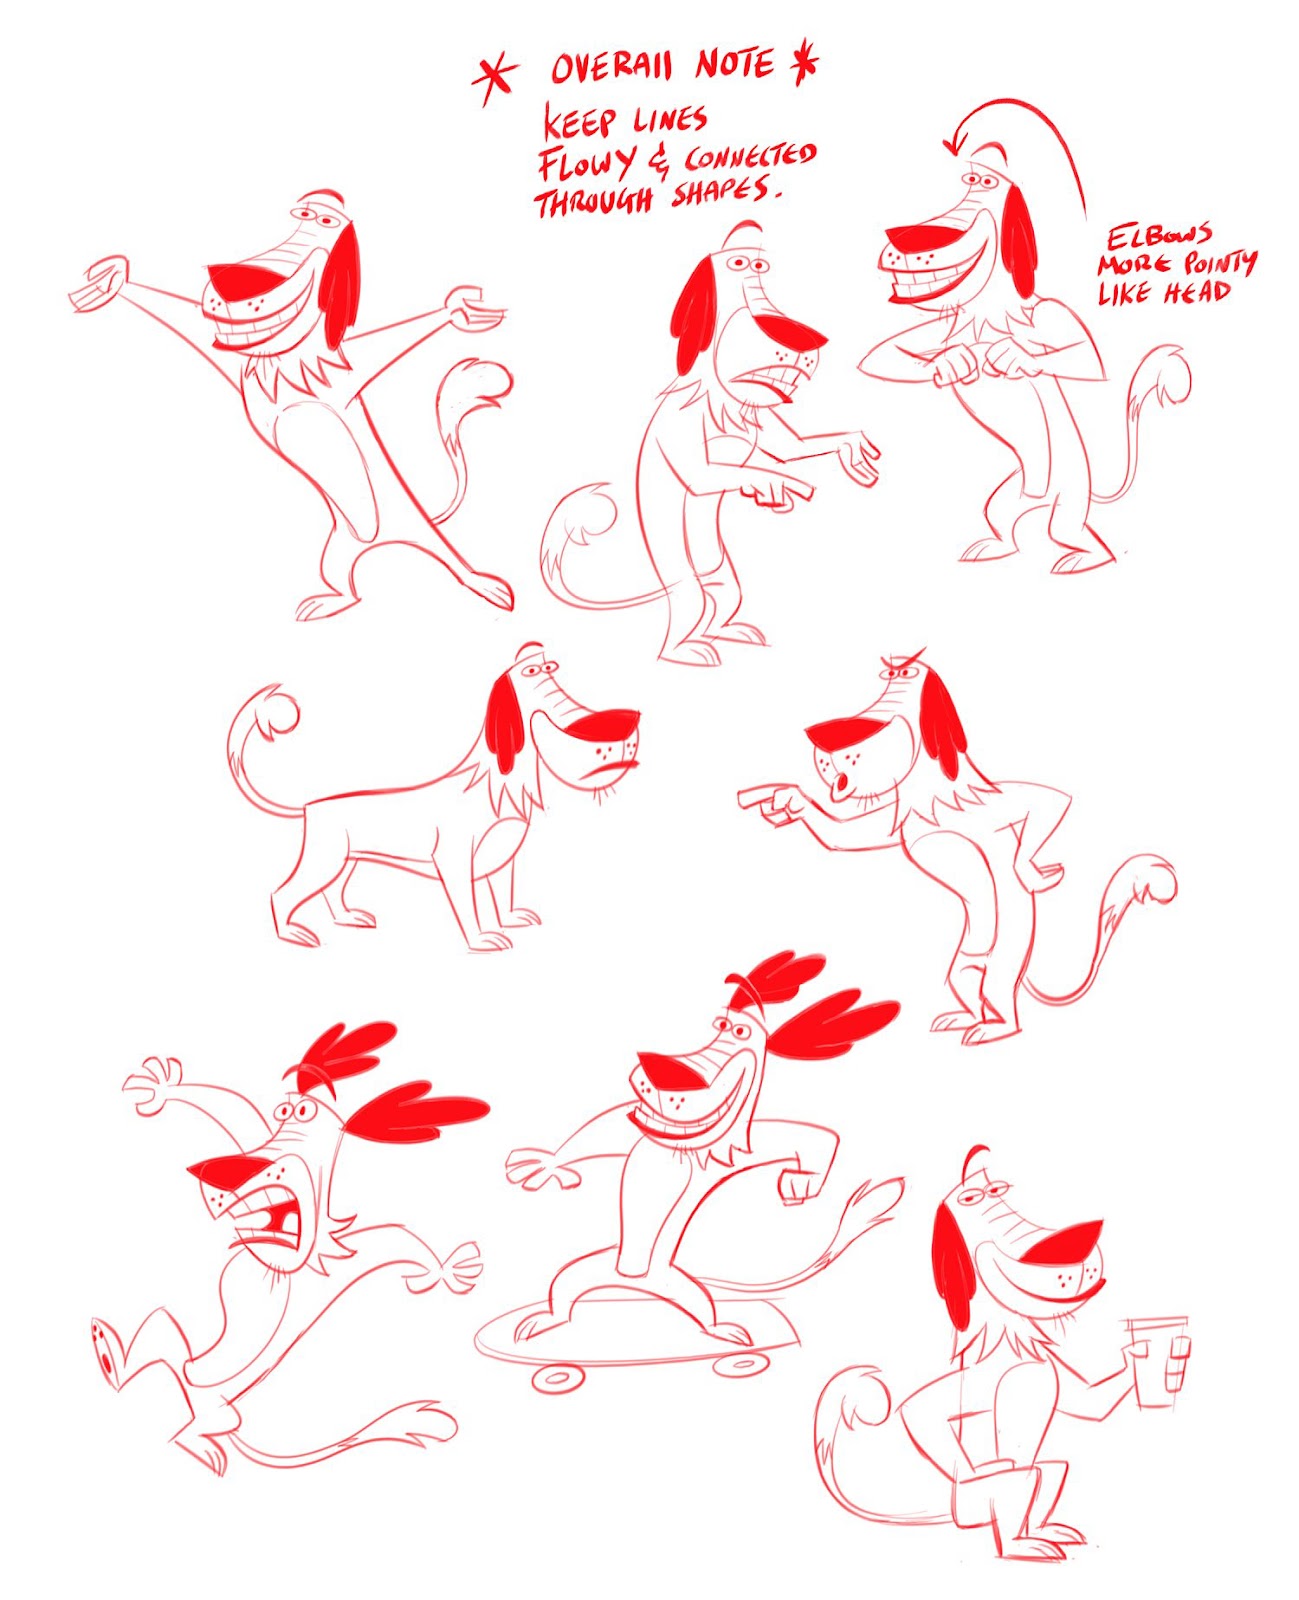 * OVERALL NOTE *
KEEP LINES
FLOWY & CONNECTED
THROUGH SHAPES.
ELBOWS
MORE POINTY
LIKE HEAD